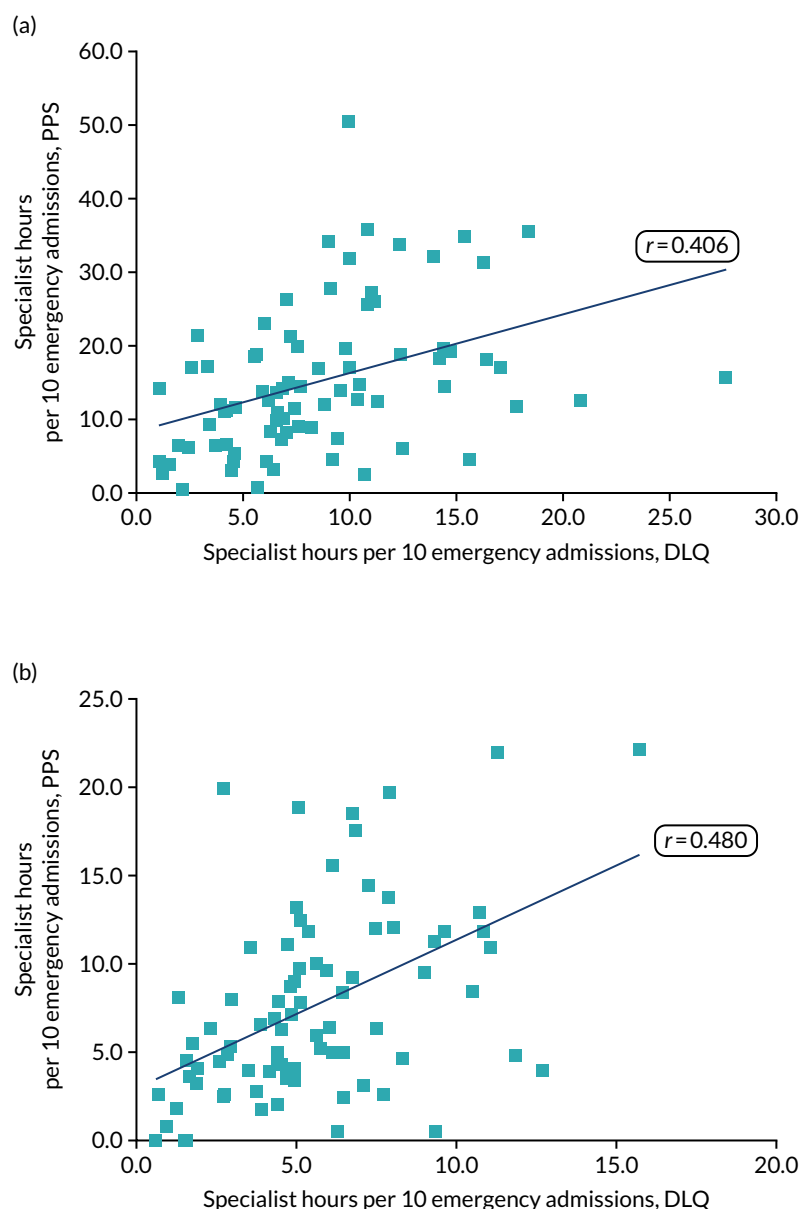 (a)
60.0
50.0
40.0
30.0
20.0
10.0
0.0
Specialist hours
per 10 emergency admissions, PPS
r=0.406
0.0 5.0 10.0 15.0 20.0 25.0 30.0
Specialist hours per 10 emergency admissions, DLQ
(b)
25.0
20.0
15.0
10.0
5.0
0.0
Specialist hours
per 10 emergency admissions, PPS
r=0.480
0.0 5.0 10.0 15.0 20.0
Specialist hours per 10 emergency admissions, DLQ